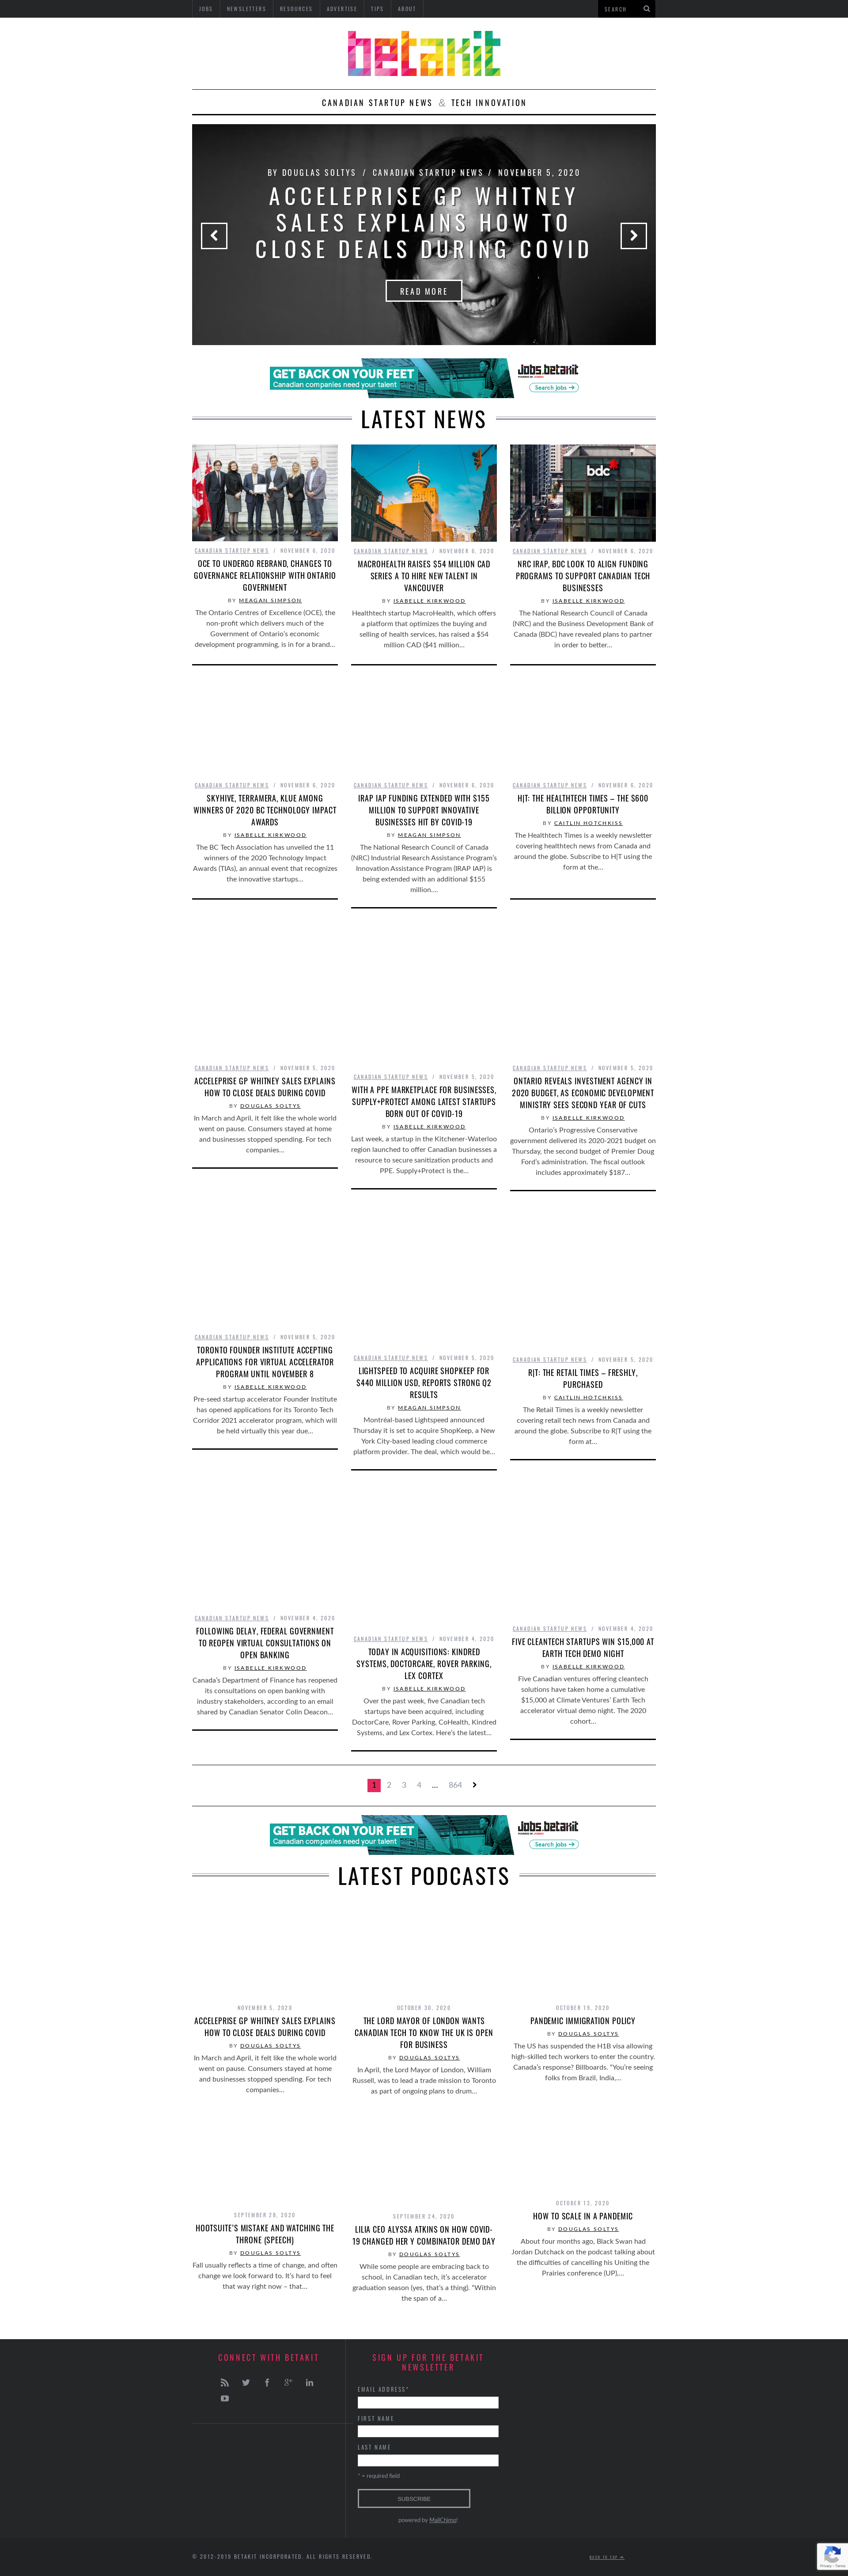 JOBS
NEWSLETTERS
RESOURCES
ADVERTISE
TIPS
ABOUT
SEARCH
betakit
CANADIAN STARTUP NEWS & TECH INNOVATION
BY DOUGLAS SOLTYS / CANADIAN STARTUP NEWS / NOVEMBER 5, 2020
ACCELEPRISE GP WHITNEY
SALES EXPLAINS HOW TO
CLOSE DEALS DURING COVID
READ MORE
GET BACK ON YOUR FEET
Canadian companies need your talent
Jobs.betakit
Search jobs →
LATEST NEWS
bdc
CANADIAN STARTUP NEWS / NOVEMBER 6, 2020
OCE TO UNDERGO REBRAND, CHANGES TO
GOVERNANCE RELATIONSHIP WITH ONTARIO
GOVERNMENT
BY MEAGAN SIMPSON
The Ontario Centres of Excellence (OCE), the
non-profit which delivers much of the
Government of Ontario's economic
development programming, is in for a brand...
CANADIAN STARTUP NEWS / NOVEMBER 6, 2020
MACROHEALTH RAISES $54 MILLION CAD
SERIES A TO HIRE NEW TALENT IN
VANCOUVER
BY ISABELLE KIRKWOOD
Healthtech startup MacroHealth, which offers
a platform that optimizes the buying and
selling of health services, has raised a $54
million CAD ($41 million...
CANADIAN STARTUP NEWS / NOVEMBER 6, 2020
NRC IRAP, BDC LOOK TO ALIGN FUNDING
PROGRAMS TO SUPPORT CANADIAN TECH
BUSINESSES
BY ISABELLE KIRKWOOD
The National Research Council of Canada
(NRC) and the Business Development Bank of
Canada (BDC) have revealed plans to partner
in order to better...
CANADIAN STARTUP NEWS / NOVEMBER 6, 2020
SKYHIVE, TERRAMERA, KLUE AMONG
WINNERS OF 2020 BC TECHNOLOGY IMPACT
AWARDS
BY ISABELLE KIRKWOOD
The BC Tech Association has unveiled the 11
winners of the 2020 Technology Impact
Awards (TIAs), an annual event that recognizes
the innovative startups...
CANADIAN STARTUP NEWS / NOVEMBER 6, 2020
IRAP IAP FUNDING EXTENDED WITH $155
MILLION TO SUPPORT INNOVATIVE
BUSINESSES HIT BY COVID-19
BY MEAGAN SIMPSON
The National Research Council of Canada
(NRC) Industrial Research Assistance Program's
Innovation Assistance Program (IRAP IAP) is
being extended with an additional $155
million....
CANADIAN STARTUP NEWS / NOVEMBER 6, 2020
H|T: THE HEALTHTECH TIMES – THE $600
BILLION OPPORTUNITY
BY CAITLIN HOTCHKISS
The Healthtech Times is a weekly newsletter
covering healthtech news from Canada and
around the globe. Subscribe to H|T using the
form at the...
CANADIAN STARTUP NEWS / NOVEMBER 5, 2020
ACCELEPRISE GP WHITNEY SALES EXPLAINS
HOW TO CLOSE DEALS DURING COVID
BY DOUGLAS SOLTYS
In March and April, it felt like the whole world
went on pause. Consumers stayed at home
and businesses stopped spending. For tech
companies...
CANADIAN STARTUP NEWS / NOVEMBER 5, 2020
WITH A PPE MARKETPLACE FOR BUSINESSES,
SUPPLY+PROTECT AMONG LATEST STARTUPS
BORN OUT OF COVID-19
BY ISABELLE KIRKWOOD
Last week, a startup in the Kitchener-Waterloo
region launched to offer Canadian businesses a
resource to secure sanitization products and
PPE. Supply+Protect is the...
CANADIAN STARTUP NEWS / NOVEMBER 5, 2020
ONTARIO REVEALS INVESTMENT AGENCY IN
2020 BUDGET, AS ECONOMIC DEVELOPMENT
MINISTRY SEES SECOND YEAR OF CUTS
BY ISABELLE KIRKWOOD
Ontario's Progressive Conservative
government delivered its 2020-2021 budget on
Thursday, the second budget of Premier Doug
Ford's administration. The fiscal outlook
includes approximately $187...
CANADIAN STARTUP NEWS / NOVEMBER 5, 2020
TORONTO FOUNDER INSTITUTE ACCEPTING
APPLICATIONS FOR VIRTUAL ACCELERATOR
PROGRAM UNTIL NOVEMBER 8
BY ISABELLE KIRKWOOD
Pre-seed startup accelerator Founder Institute
has opened applications for its Toronto Tech
Corridor 2021 accelerator program, which will
be held virtually this year due...
CANADIAN STARTUP NEWS / NOVEMBER 5, 2020
LIGHTSPEED TO ACQUIRE SHOPKEEP FOR
$440 MILLION USD, REPORTS STRONG Q2
RESULTS
BY MEAGAN SIMPSON
Montréal-based Lightspeed announced
Thursday it is set to acquire ShopKeep, a New
York City-based leading cloud commerce
platform provider. The deal, which would be...
CANADIAN STARTUP NEWS / NOVEMBER 5, 2020
R|T: THE RETAIL TIMES – FRESHLY,
PURCHASED
BY CAITLIN HOTCHKISS
The Retail Times is a weekly newsletter
covering retail tech news from Canada and
around the globe. Subscribe to R|T using the
form at...
CANADIAN STARTUP NEWS / NOVEMBER 4, 2020
FOLLOWING DELAY, FEDERAL GOVERNMENT
TO REOPEN VIRTUAL CONSULTATIONS ON
OPEN BANKING
BY ISABELLE KIRKWOOD
Canada's Department of Finance has reopened
its consultations on open banking with
industry stakeholders, according to an email
shared by Canadian Senator Colin Deacon...
CANADIAN STARTUP NEWS / NOVEMBER 4, 2020
TODAY IN ACQUISITIONS: KINDRED
SYSTEMS, DOCTORCARE, ROVER PARKING,
LEX CORTEX
BY ISABELLE KIRKWOOD
Over the past week, five Canadian tech
startups have been acquired, including
DoctorCare, Rover Parking, CoHealth, Kindred
Systems, and Lex Cortex. Here's the latest...
CANADIAN STARTUP NEWS / NOVEMBER 4, 2020
FIVE CLEANTECH STARTUPS WIN $15,000 AT
EARTH TECH DEMO NIGHT
BY ISABELLE KIRKWOOD
Five Canadian ventures offering cleantech
solutions have taken home a cumulative
$15,000 at Climate Ventures' Earth Tech
accelerator virtual demo night. The 2020
cohort...
1 2 3 4 ... 864
GET BACK ON YOUR FEET
Canadian companies need your talent
Jobs.betakit
Search jobs →
LATEST PODCASTS
NOVEMBER 5, 2020
ACCELEPRISE GP WHITNEY SALES EXPLAINS
HOW TO CLOSE DEALS DURING COVID
BY DOUGLAS SOLTYS
In March and April, it felt like the whole world
went on pause. Consumers stayed at home
and businesses stopped spending. For tech
companies...
OCTOBER 30, 2020
THE LORD MAYOR OF LONDON WANTS
CANADIAN TECH TO KNOW THE UK IS OPEN
FOR BUSINESS
BY DOUGLAS SOLTYS
In April, the Lord Mayor of London, William
Russell, was to lead a trade mission to Toronto
as part of ongoing plans to drum...
OCTOBER 19, 2020
PANDEMIC IMMIGRATION POLICY
BY DOUGLAS SOLTYS
The US has suspended the H1B visa allowing
high-skilled tech workers to enter the country.
Canada's response? Billboards. "You're seeing
folks from Brazil, India,...
SEPTEMBER 28, 2020
HOOTSUITE'S MISTAKE AND WATCHING THE
THRONE (SPEECH)
BY DOUGLAS SOLTYS
Fall usually reflects a time of change, and often
change we look forward to. It's hard to feel
that way right now – that...
SEPTEMBER 24, 2020
LILIA CEO ALYSSA ATKINS ON HOW COVID-
19 CHANGED HER Y COMBINATOR DEMO DAY
BY DOUGLAS SOLTYS
While some people are embracing back to
school, in Canadian tech, it's accelerator
graduation season (yes, that's a thing). "Within
the span of a...
OCTOBER 13, 2020
HOW TO SCALE IN A PANDEMIC
BY DOUGLAS SOLTYS
About four months ago, Black Swan had
Jordan Dutchack on the podcast talking about
the difficulties of cancelling his Uniting the
Prairies conference (UP),...
CONNECT WITH BETAKIT
SIGN UP FOR THE BETAKIT
NEWSLETTER
EMAIL ADDRESS*
FIRST NAME
LAST NAME
* = required field
SUBSCRIBE
powered by MailChimp!
© 2012-2019 BETAKIT INCORPORATED. ALL RIGHTS RESERVED.
BACK TO TOP
Privacy - Terms